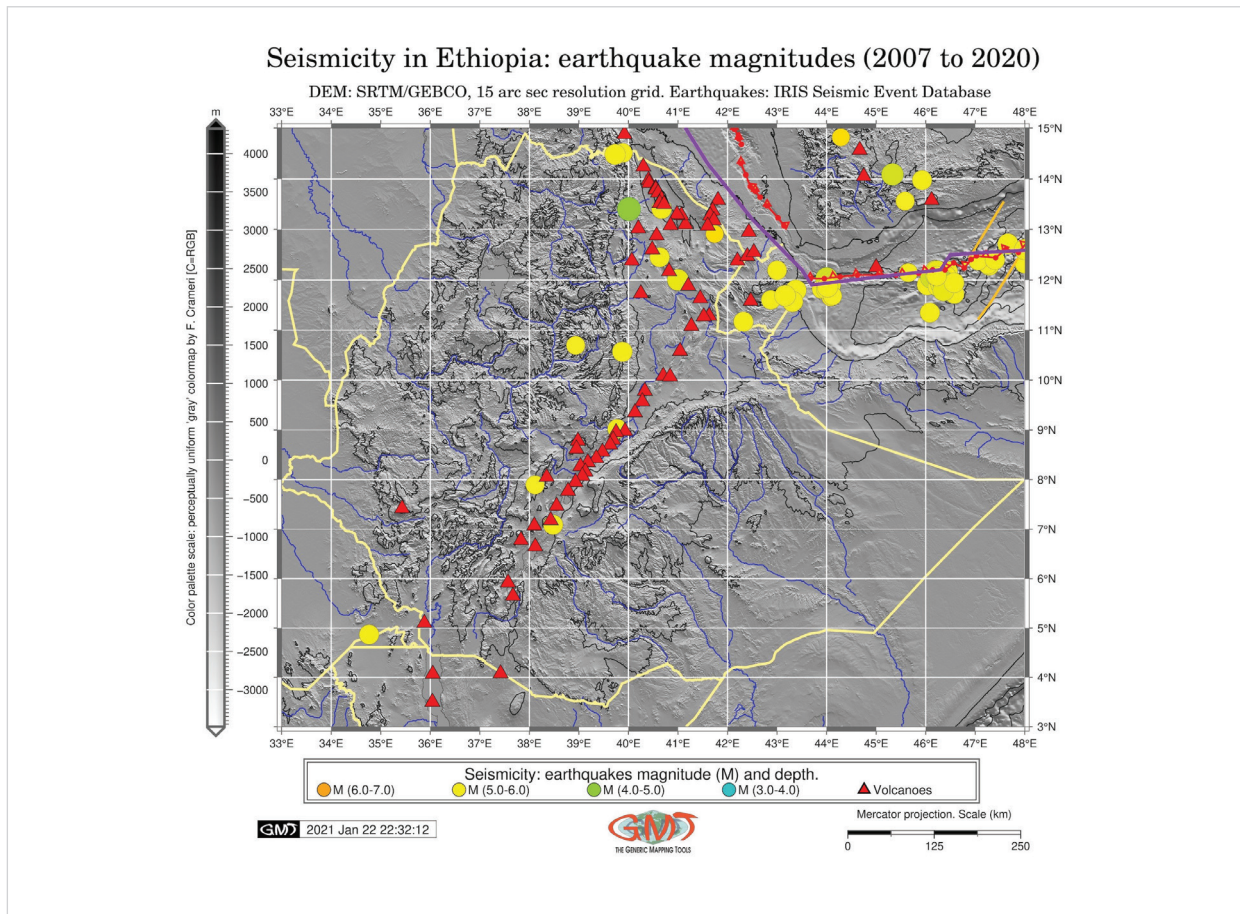 Seismicity in Ethiopia: earthquake magnitudes (2007 to 2020)
DEM: SRTM/GEBCO, 15 arc sec resolution grid. Earthquakes: IRIS Seismic Event Database
m
33°E 34°E 35°E 36°E 37°E 38°E 39°E 40°E 41°E 42°E 43°E 44°E 45°E 46°E 47°E 48°E
15°N
14°N
13°N
12°N
11°N
10°N
9°N
8°N
7°N
6°N
5°N
4°N
3°N
4000
3500
3000
2500
2000
1500
1000
500
0
−500
−1000
−1500
−2000
−2500
−3000
Color palette scale: perceptually uniform 'gray' colormap by F. Crameri [C=RGB]
33°E 34°E 35°E 36°E 37°E 38°E 39°E 40°E 41°E 42°E 43°E 44°E 45°E 46°E 47°E 48°E
Seismicity: earthquakes magnitude (M) and depth.
M (6.0-7.0) M (5.0-6.0) M (4.0-5.0) M (3.0-4.0) Volcanoes
GMT 2021 Jan 22 22:32:12
GMT
THE GENERIC MAPPING TOOLS
Mercator projection. Scale (km)
0 125 250